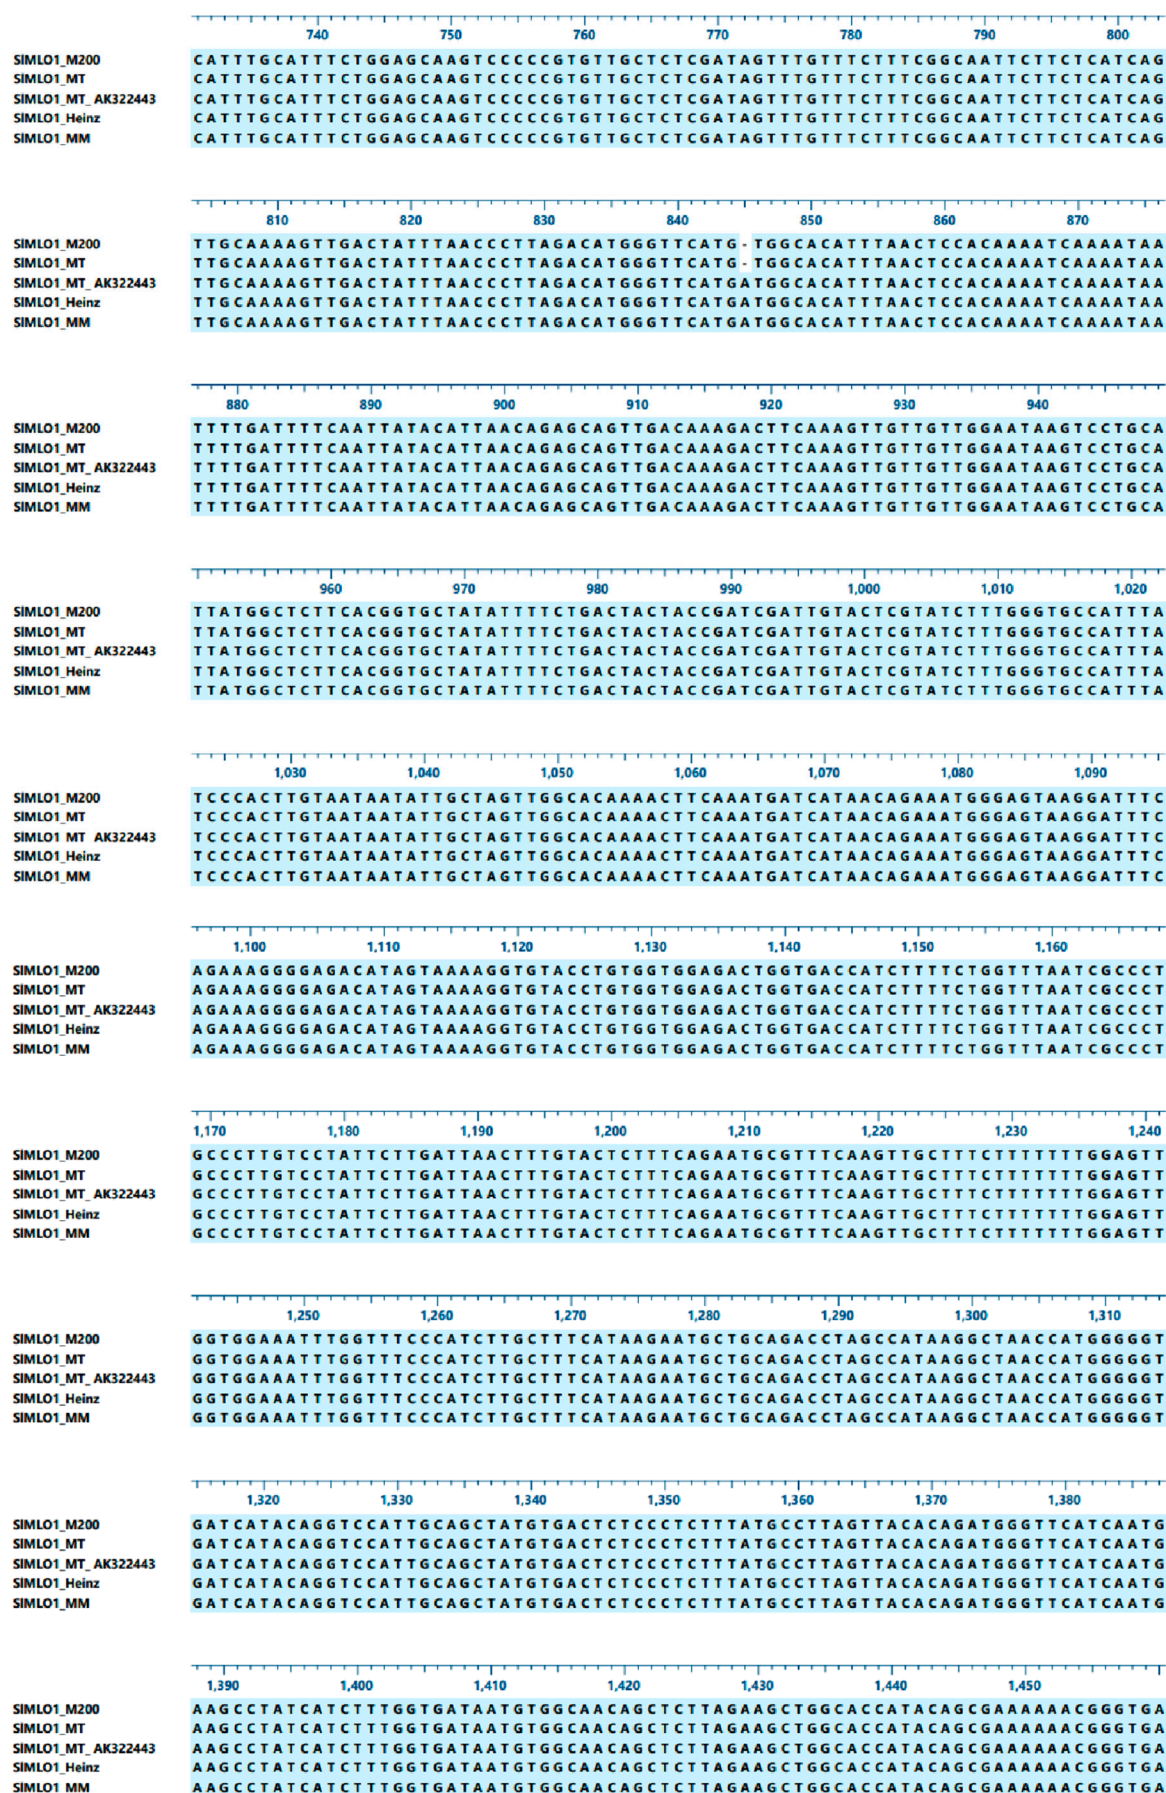 740 750 760 770 780 790 800
SlMLO1_M200 CATTTGCATTTCTGGAGCAAGTCCCCCGTGTTGCTCTCGATAGTTTGTTTCTTTCGGCAATTCTTCTCATCAG
SlMLO1_MT CATTTGCATTTCTGGAGCAAGTCCCCCGTGTTGCTCTCGATAGTTTGTTTCTTTCGGCAATTCTTCTCATCAG
SlMLO1_MT_AK322443 CATTTGCATTTCTGGAGCAAGTCCCCCGTGTTGCTCTCGATAGTTTGTTTCTTTCGGCAATTCTTCTCATCAG
SlMLO1_Heinz CATTTGCATTTCTGGAGCAAGTCCCCCGTGTTGCTCTCGATAGTTTGTTTCTTTCGGCAATTCTTCTCATCAG
SlMLO1_MM CATTTGCATTTCTGGAGCAAGTCCCCCGTGTTGCTCTCGATAGTTTGTTTCTTTCGGCAATTCTTCTCATCAG
810 820 830 840 850 860 870
SlMLO1_M200 TTGCAAAAGTTGACTATTTAACCCTTAGACATGGGTTCATG-TGGCACATTTAACTCCACAAAATCAAAATAA
SlMLO1_MT TTGCAAAAGTTGACTATTTAACCCTTAGACATGGGTTCATG-TGGCACATTTAACTCCACAAAATCAAAATAA
SlMLO1_MT_AK322443 TTGCAAAAGTTGACTATTTAACCCTTAGACATGGGTTCATGATGGCACATTTAACTCCACAAAATCAAAATAA
SlMLO1_Heinz TTGCAAAAGTTGACTATTTAACCCTTAGACATGGGTTCATGATGGCACATTTAACTCCACAAAATCAAAATAA
SlMLO1_MM TTGCAAAAGTTGACTATTTAACCCTTAGACATGGGTTCATGATGGCACATTTAACTCCACAAAATCAAAATAA
880 890 900 910 920 930 940
SlMLO1_M200 TTTTGATTTTCAATTATACATTAACAGAGCAGTTGACAAAGACTTCAAAGTTGTTGTTGGAATAAGTCCTGCA
SlMLO1_MT TTTTGATTTTCAATTATACATTAACAGAGCAGTTGACAAAGACTTCAAAGTTGTTGTTGGAATAAGTCCTGCA
SlMLO1_MT_AK322443 TTTTGATTTTCAATTATACATTAACAGAGCAGTTGACAAAGACTTCAAAGTTGTTGTTGGAATAAGTCCTGCA
SlMLO1_Heinz TTTTGATTTTCAATTATACATTAACAGAGCAGTTGACAAAGACTTCAAAGTTGTTGTTGGAATAAGTCCTGCA
SlMLO1_MM TTTTGATTTTCAATTATACATTAACAGAGCAGTTGACAAAGACTTCAAAGTTGTTGTTGGAATAAGTCCTGCA
960 970 980 990 1,000 1,010 1,020
SlMLO1_M200 TTATGGCTCTTCACGGTGCTATATTTTCTGACTACTACCGATCGATTGTACTCGTATCTTTGGGTGCCATTTA
SlMLO1_MT TTATGGCTCTTCACGGTGCTATATTTTCTGACTACTACCGATCGATTGTACTCGTATCTTTGGGTGCCATTTA
SlMLO1_MT_AK322443 TTATGGCTCTTCACGGTGCTATATTTTCTGACTACTACCGATCGATTGTACTCGTATCTTTGGGTGCCATTTA
SlMLO1_Heinz TTATGGCTCTTCACGGTGCTATATTTTCTGACTACTACCGATCGATTGTACTCGTATCTTTGGGTGCCATTTA
SlMLO1_MM TTATGGCTCTTCACGGTGCTATATTTTCTGACTACTACCGATCGATTGTACTCGTATCTTTGGGTGCCATTTA
1,030 1,040 1,050 1,060 1,070 1,080 1,090
SlMLO1_M200 TCCCACTTGTAATAATATTGCTAGTTGGCACAAAACTTCAAATGATCATAACAGAAATGGGAGTAAGGATTTC
SlMLO1_MT TCCCACTTGTAATAATATTGCTAGTTGGCACAAAACTTCAAATGATCATAACAGAAATGGGAGTAAGGATTTC
SlMLO1 MT AK322443 TCCCACTTGTAATAATATTGCTAGTTGGCACAAAACTTCAAATGATCATAACAGAAATGGGAGTAAGGATTTC
SlMLO1_Heinz TCCCACTTGTAATAATATTGCTAGTTGGCACAAAACTTCAAATGATCATAACAGAAATGGGAGTAAGGATTTC
SlMLO1_MM TCCCACTTGTAATAATATTGCTAGTTGGCACAAAACTTCAAATGATCATAACAGAAATGGGAGTAAGGATTTC
1,100 1,110 1,120 1,130 1,140 1,150 1,160
SlMLO1_M200 AGAAAGGGGAGACATAGTAAAAGGTGTACCTGTGGTGGAGACTGGTGACCATCTTTTCTGGTTTAATCGCCCT
SlMLO1_MT AGAAAGGGGAGACATAGTAAAAGGTGTACCTGTGGTGGAGACTGGTGACCATCTTTTCTGGTTTAATCGCCCT
SlMLO1_MT_AK322443 AGAAAGGGGAGACATAGTAAAAGGTGTACCTGTGGTGGAGACTGGTGACCATCTTTTCTGGTTTAATCGCCCT
SlMLO1_Heinz AGAAAGGGGAGACATAGTAAAAGGTGTACCTGTGGTGGAGACTGGTGACCATCTTTTCTGGTTTAATCGCCCT
SlMLO1_MM AGAAAGGGGAGACATAGTAAAAGGTGTACCTGTGGTGGAGACTGGTGACCATCTTTTCTGGTTTAATCGCCCT
1,170 1,180 1,190 1,200 1,210 1,220 1,230 1,240
SlMLO1_M200 GCCCTTGTCCTATTCTTGATTAACTTTGTACTCTTTCAGAATGCGTTTCAAGTTGCTTTCTTTTTTTGGAGTT
SlMLO1_MT GCCCTTGTCCTATTCTTGATTAACTTTGTACTCTTTCAGAATGCGTTTCAAGTTGCTTTCTTTTTTTGGAGTT
SlMLO1_MT_AK322443 GCCCTTGTCCTATTCTTGATTAACTTTGTACTCTTTCAGAATGCGTTTCAAGTTGCTTTCTTTTTTTGGAGTT
SlMLO1_Heinz GCCCTTGTCCTATTCTTGATTAACTTTGTACTCTTTCAGAATGCGTTTCAAGTTGCTTTCTTTTTTTGGAGTT
SlMLO1_MM GCCCTTGTCCTATTCTTGATTAACTTTGTACTCTTTCAGAATGCGTTTCAAGTTGCTTTCTTTTTTTGGAGTT
1,250 1,260 1,270 1,280 1,290 1,300 1,310
SlMLO1_M200 GGTGGAAATTTGGTTTCCCATCTTGCTTTCATAAGAATGCTGCAGACCTAGCCATAAGGCTAACCATGGGGGT
SlMLO1_MT GGTGGAAATTTGGTTTCCCATCTTGCTTTCATAAGAATGCTGCAGACCTAGCCATAAGGCTAACCATGGGGGT
SlMLO1_MT_AK322443 GGTGGAAATTTGGTTTCCCATCTTGCTTTCATAAGAATGCTGCAGACCTAGCCATAAGGCTAACCATGGGGGT
SlMLO1_Heinz GGTGGAAATTTGGTTTCCCATCTTGCTTTCATAAGAATGCTGCAGACCTAGCCATAAGGCTAACCATGGGGGT
SlMLO1_MM GGTGGAAATTTGGTTTCCCATCTTGCTTTCATAAGAATGCTGCAGACCTAGCCATAAGGCTAACCATGGGGGT
1,320 1,330 1,340 1,350 1,360 1,370 1,380
SlMLO1_M200 GATCATACAGGTCCATTGCAGCTATGTGACTCTCCCTCTTTATGCCTTAGTTACACAGATGGGTTCATCAATG
SlMLO1_MT GATCATACAGGTCCATTGCAGCTATGTGACTCTCCCTCTTTATGCCTTAGTTACACAGATGGGTTCATCAATG
SlMLO1_MT_AK322443 GATCATACAGGTCCATTGCAGCTATGTGACTCTCCCTCTTTATGCCTTAGTTACACAGATGGGTTCATCAATG
SlMLO1_Heinz GATCATACAGGTCCATTGCAGCTATGTGACTCTCCCTCTTTATGCCTTAGTTACACAGATGGGTTCATCAATG
SlMLO1_MM GATCATACAGGTCCATTGCAGCTATGTGACTCTCCCTCTTTATGCCTTAGTTACACAGATGGGTTCATCAATG
1,390 1,400 1,410 1,420 1,430 1,440 1,450
SlMLO1_M200 AAGCCTATCATCTTTGGTGATAATGTGGCAACAGCTCTTAGAAGCTGGCACCATACAGCGAAAAAACGGGTGA
SlMLO1_MT AAGCCTATCATCTTTGGTGATAATGTGGCAACAGCTCTTAGAAGCTGGCACCATACAGCGAAAAAACGGGTGA
SlMLO1_MT_AK322443 AAGCCTATCATCTTTGGTGATAATGTGGCAACAGCTCTTAGAAGCTGGCACCATACAGCGAAAAAACGGGTGA
SlMLO1_Heinz AAGCCTATCATCTTTGGTGATAATGTGGCAACAGCTCTTAGAAGCTGGCACCATACAGCGAAAAAACGGGTGA
SlMLO1_MM AAGCCTATCATCTTTGGTGATAATGTGGCAACAGCTCTTAGAAGCTGGCACCATACAGCGAAAAAACGGGTGA